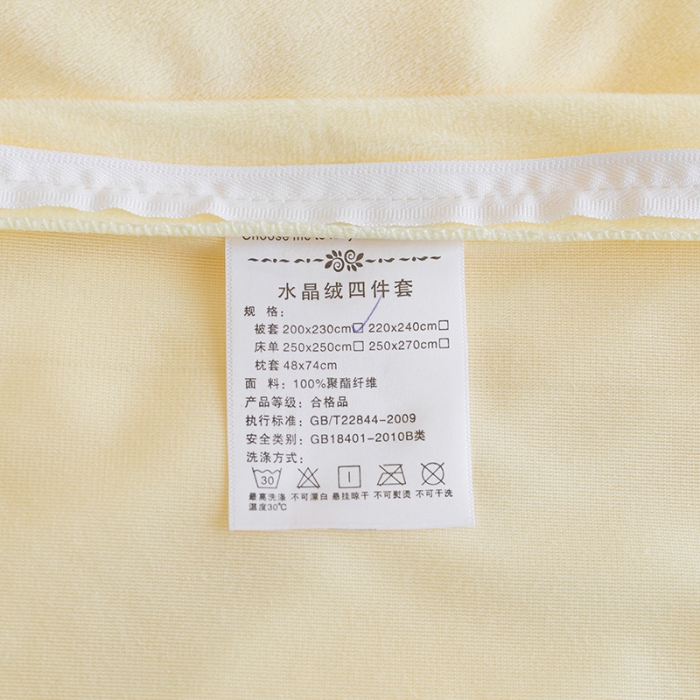 水晶绒四件套
规 格：
被套 200x230cm☐ 220x240cm☐
床单 250x250cm☐ 250x270cm☐
枕套 48x74cm
面 料：100%聚酯纤维
产品等级：合格品
执行标准：GB/T22844-2009
安全类别：GB18401-2010B类
洗涤方式：
30
最高洗涤温度30℃ 不可漂白 悬挂晾干 不可熨烫 不可干洗